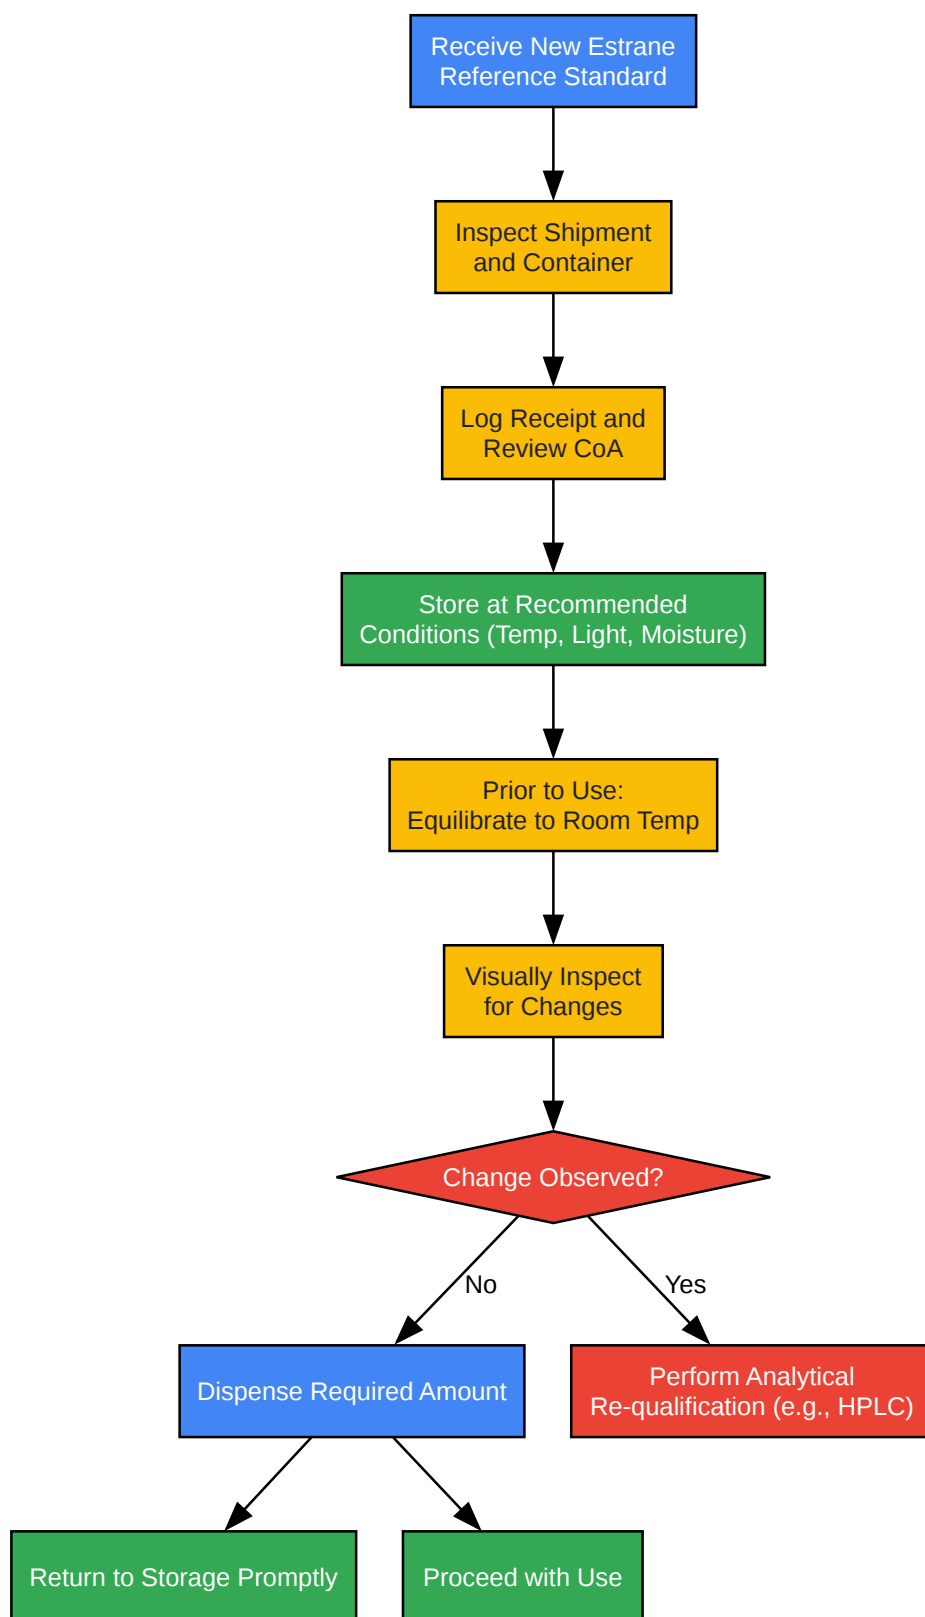 Receive New Estrane
Reference Standard
Inspect Shipment
and Container
Log Receipt and
Review CoA
Store at Recommended
Conditions (Temp, Light, Moisture)
Prior to Use:
Equilibrate to Room Temp
Visually Inspect
for Changes
Change Observed?
No
Yes
Dispense Required Amount
Perform Analytical
Re-qualification (e.g., HPLC)
Return to Storage Promptly
Proceed with Use